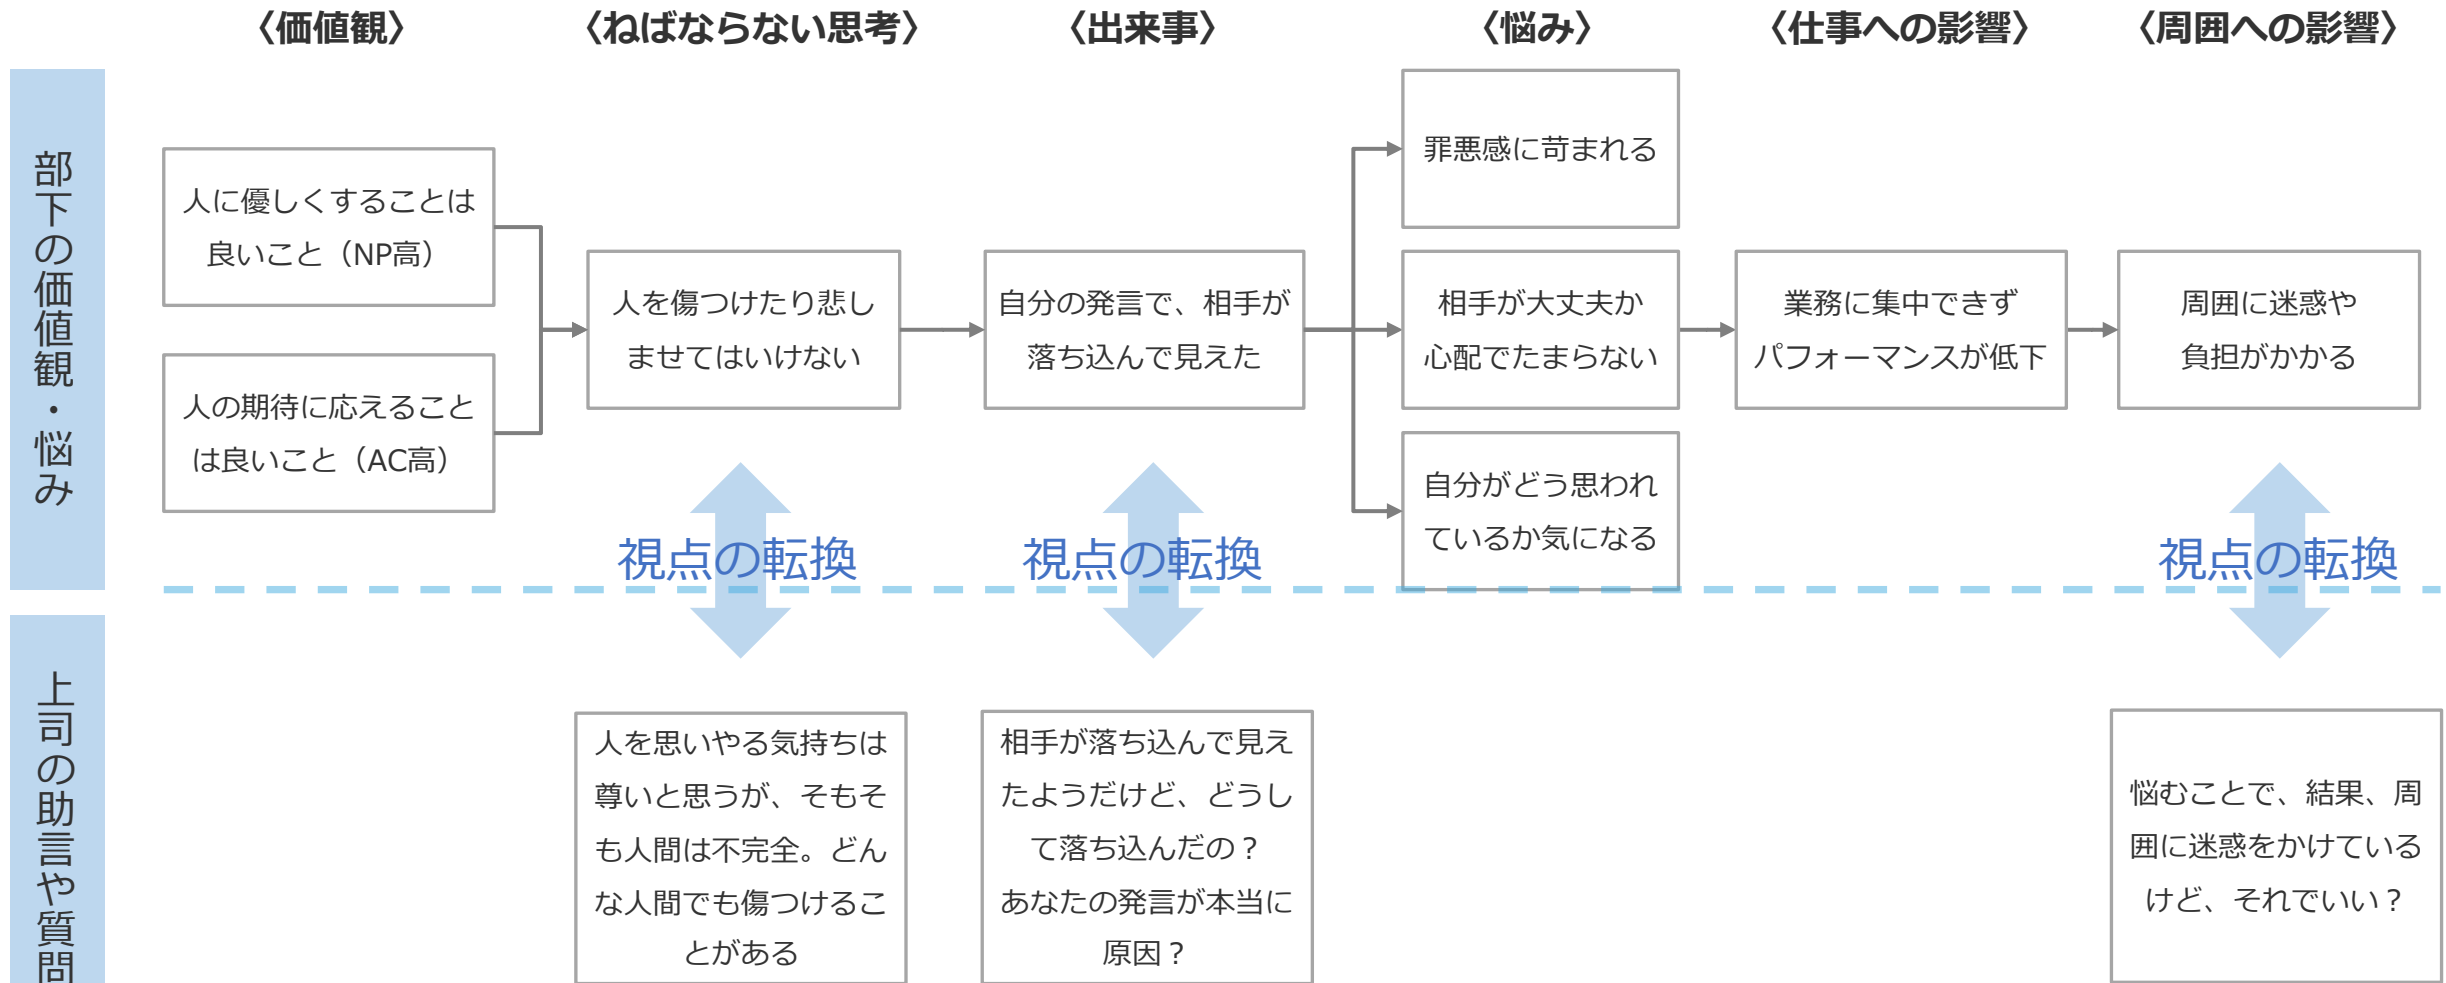 〈価値観〉
〈ねばならない思考〉
〈出来事〉
〈悩み〉
〈仕事への影響〉
〈周囲への影響〉
部下の価値観・悩み
人に優しくすることは
良いこと（NP高）
人の期待に応えること
は良いこと（AC高）
人を傷つけたり悲し
ませてはいけない
自分の発言で、相手が
落ち込んで見えた
罪悪感に苛まれる
相手が大丈夫か
心配でたまらない
自分がどう思われ
ているか気になる
業務に集中できず
パフォーマンスが低下
周囲に迷惑や
負担がかかる
視点の転換
視点の転換
視点の転換
上司の助言や質問
人を思いやる気持ちは
尊いと思うが、そもそ
も人間は不完全。どん
な人間でも傷つけるこ
とがある
相手が落ち込んで見え
たようだけど、どうし
て落ち込んだの？
あなたの発言が本当に
原因？
悩むことで、結果、周
囲に迷惑をかけている
けど、それでいい？